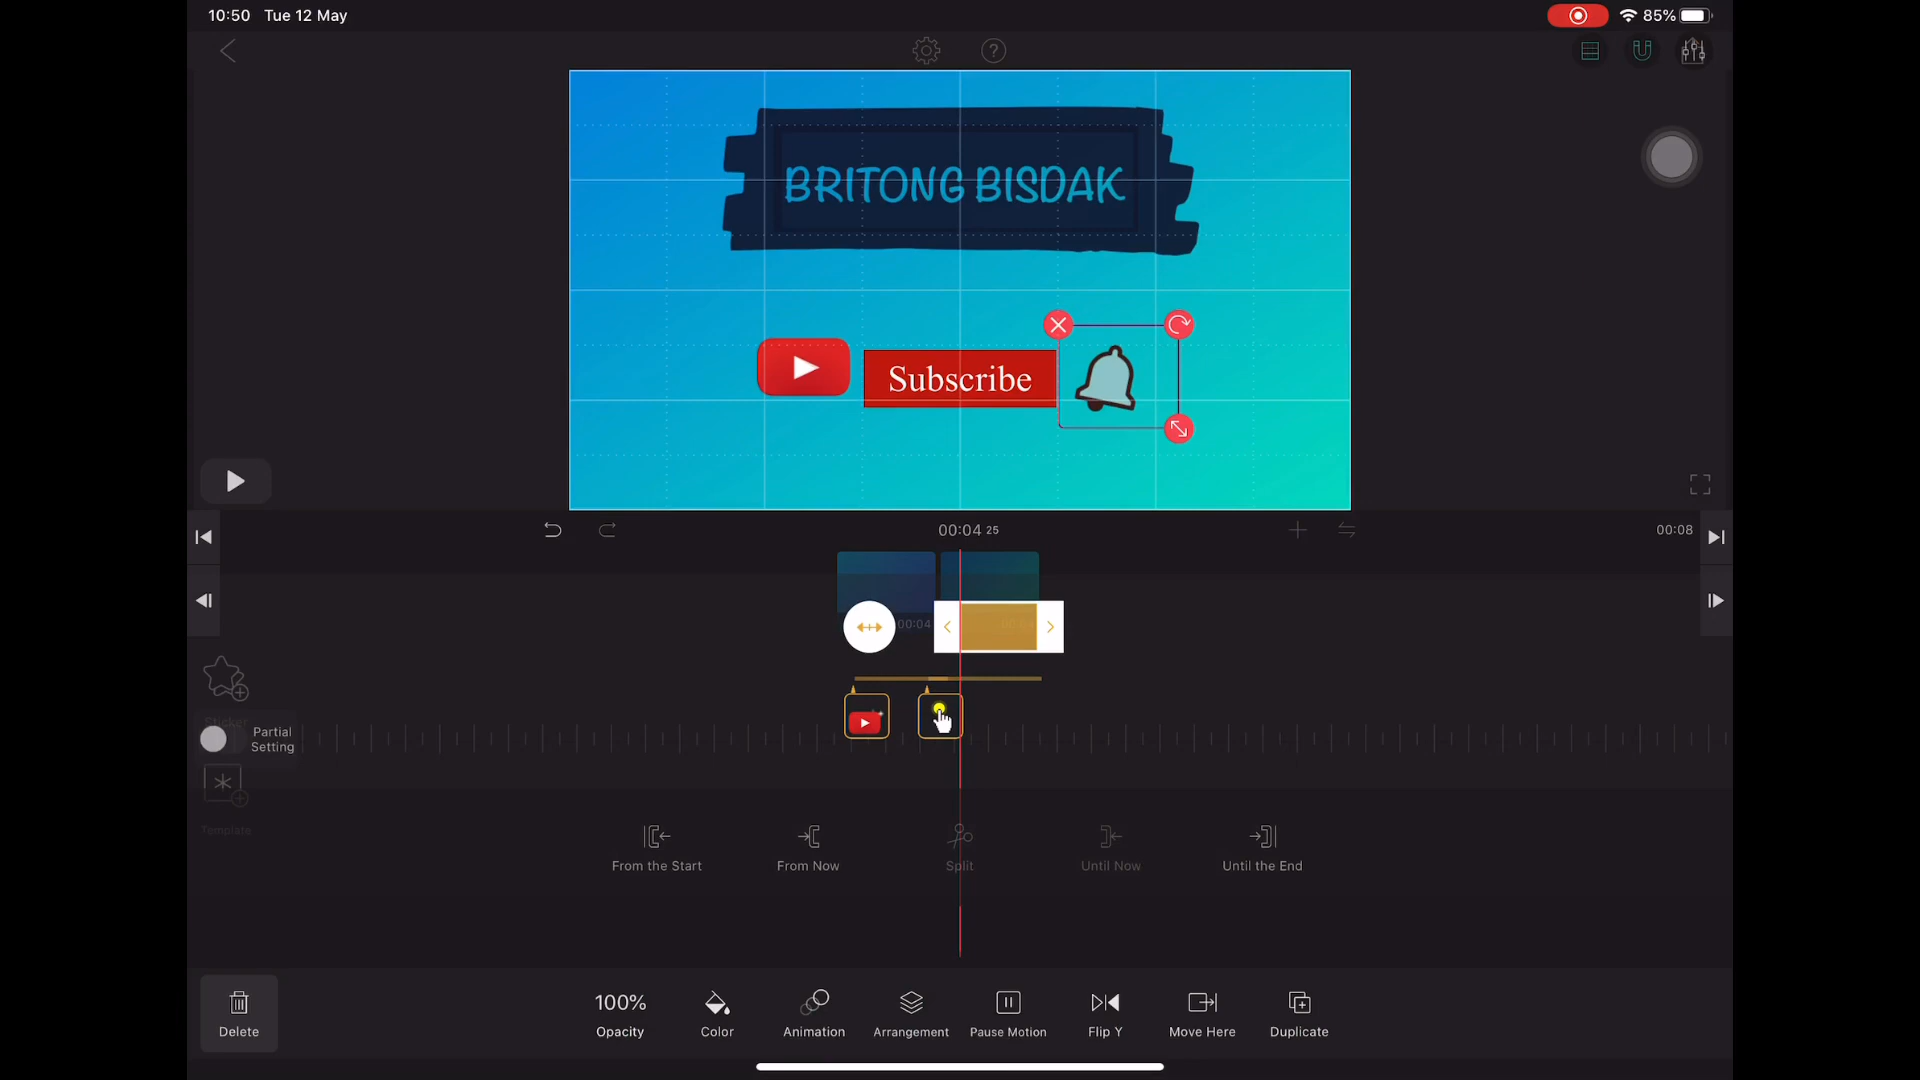 10:50 Tue 12 May
85%
BRITONG BISDAK
Subscribe
00:04 25
00:08
00:04
Sticker
Partial
Setting
Template
From the Start
From Now
Split
Until Now
Until the End
Delete
100%
Opacity
Color
Animation
Arrangement
Pause Motion
Flip Y
Move Here
Duplicate